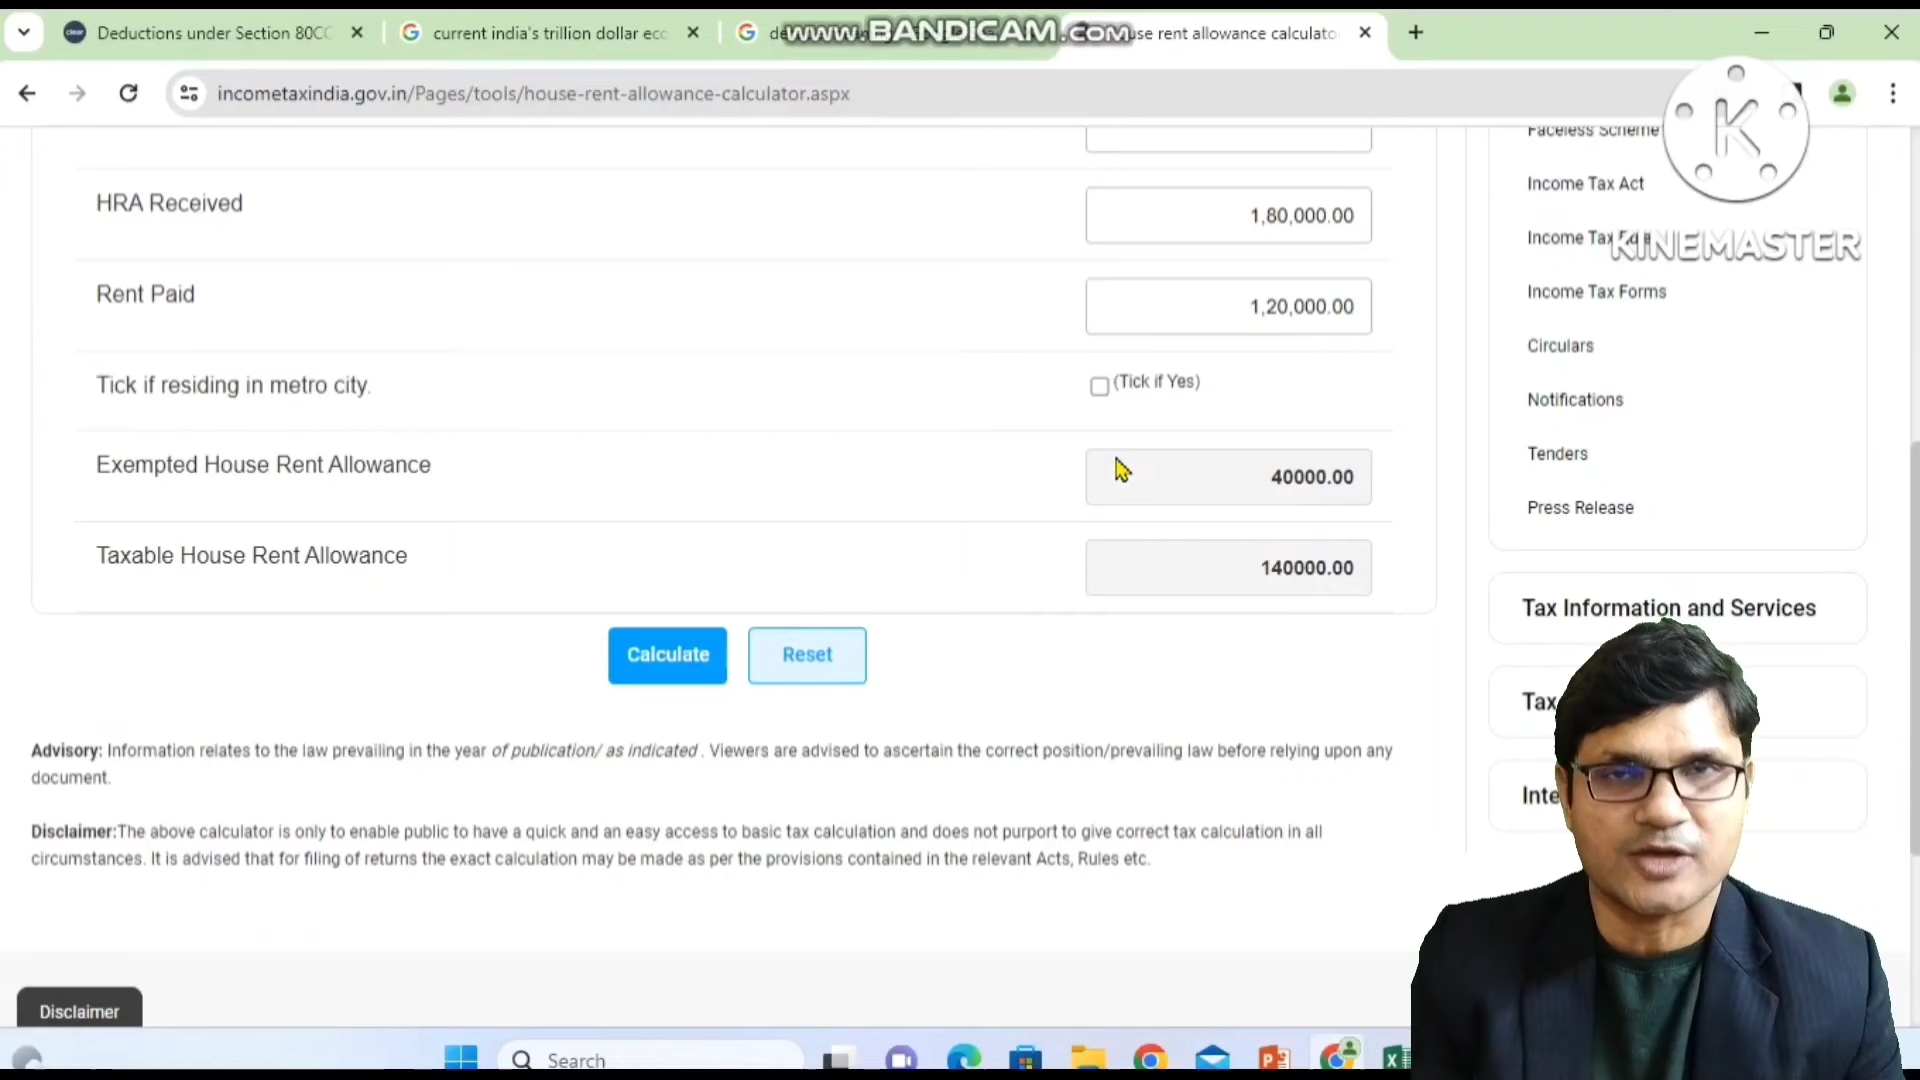 Deductions under Section 80CC
current india's trillion dollar eco
de
www.BANDICAM.com
use rent allowance calculato
incometaxindia.gov.in/Pages/tools/house-rent-allowance-calculator.aspx
Faceless Scheme
HRA Received
1,80,000.00
Income Tax Act
K
Income Tax Rule
KINEMASTER
Rent Paid
1,20,000.00
Income Tax Forms
Circulars
Tick if residing in metro city.
(Tick if Yes)
Notifications
Exempted House Rent Allowance
40000.00
Tenders
Press Release
Taxable House Rent Allowance
140000.00
Tax Information and Services
Calculate
Reset
Tax
Inte
Advisory: Information relates to the law prevailing in the year of publication/ as indicated . Viewers are advised to ascertain the correct position/prevailing law before relying upon any
document.
Disclaimer:The above calculator is only to enable public to have a quick and an easy access to basic tax calculation and does not purport to give correct tax calculation in all
circumstances. It is advised that for filing of returns the exact calculation may be made as per the provisions contained in the relevant Acts, Rules etc.
Disclaimer
Search